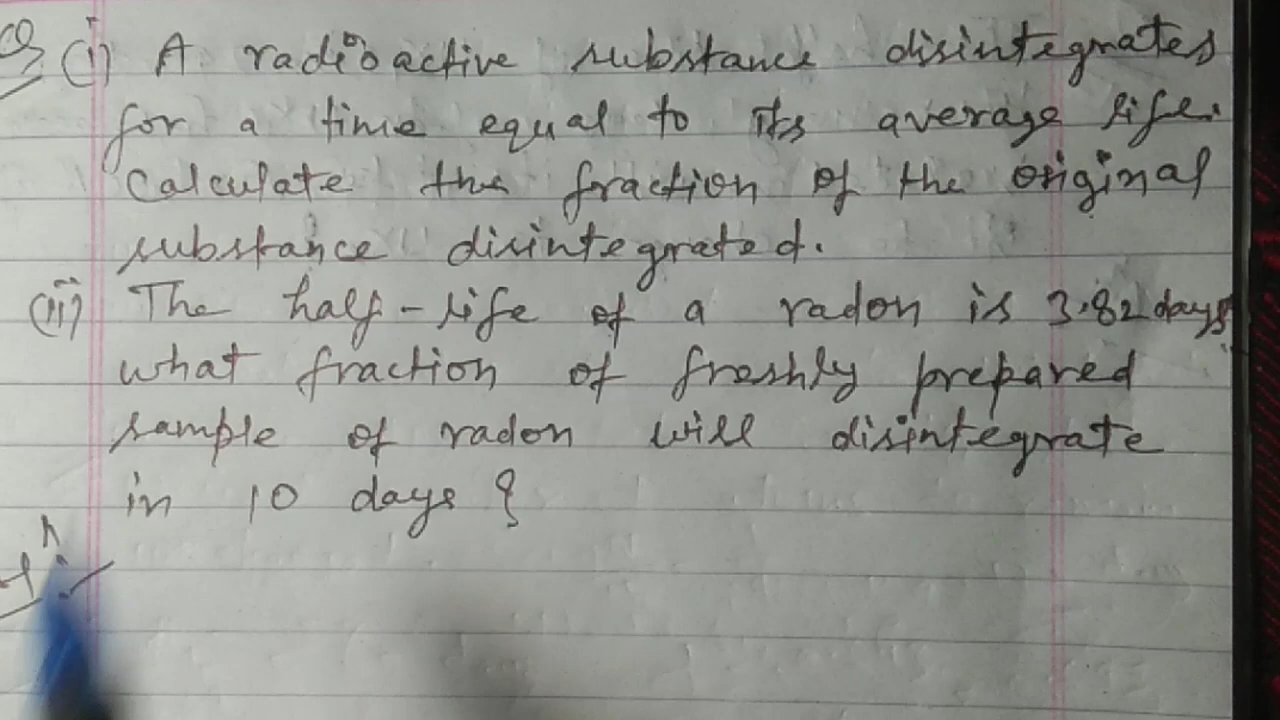 Q (i) A radioactive substance disintegrates
for a time equal to its average life.
Calculate the fraction of the original
substance disintegrated.
(ii) The half-life of a radon is 3.82 days
what fraction of freshly prepared
sample of radon will disintegrate
in 10 days ?